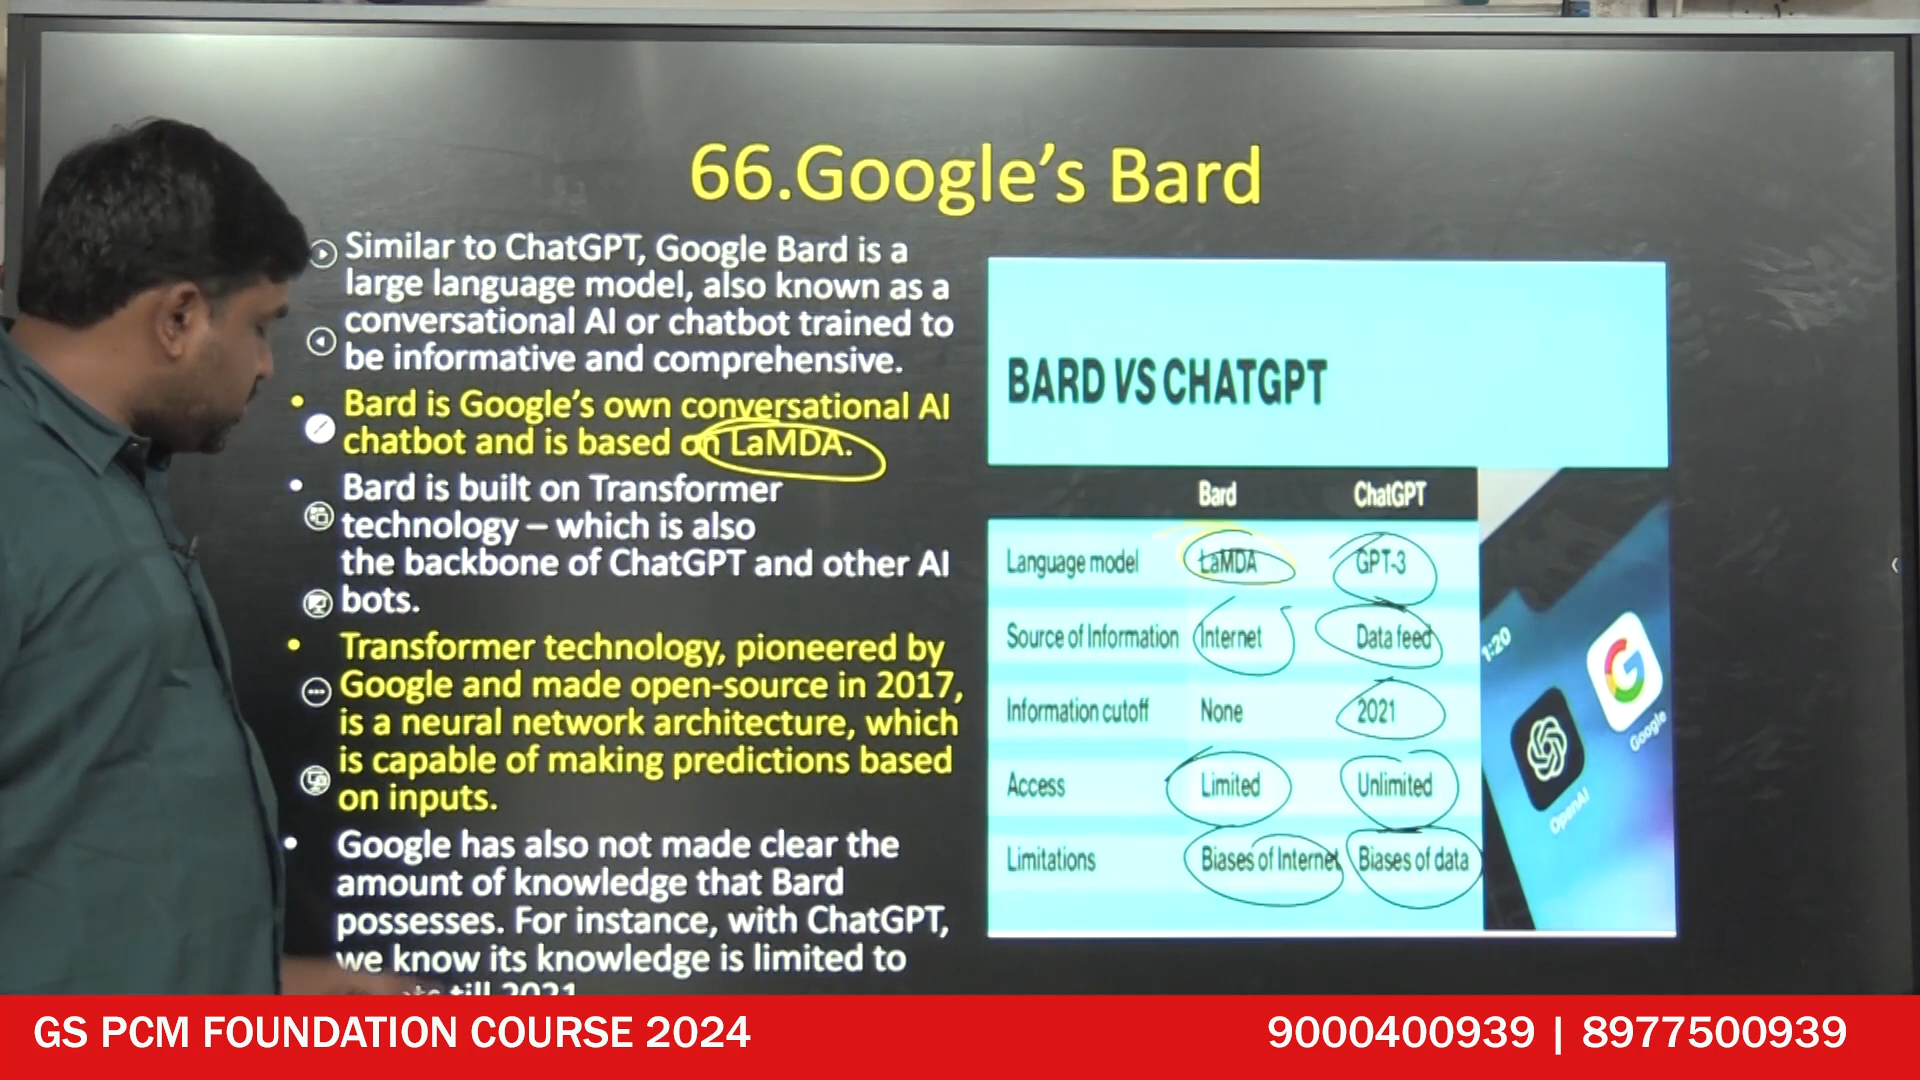 66.Google’s Bard
Similar to ChatGPT, Google Bard is a
large language model, also known as a
conversational AI or chatbot trained to
be informative and comprehensive.
• Bard is Google’s own conversational AI
chatbot and is based on LaMDA.
• Bard is built on Transformer
technology – which is also
the backbone of ChatGPT and other AI
bots.
• Transformer technology, pioneered by
Google and made open-source in 2017,
is a neural network architecture, which
is capable of making predictions based
on inputs.
• Google has also not made clear the
amount of knowledge that Bard
possesses. For instance, with ChatGPT,
we know its knowledge is limited to
till 2021
BARD VS CHATGPT
Bard ChatGPT
Language model LaMDA GPT-3
Source of Information Internet Data feed
Information cutoff None 2021
Access Limited Unlimited
Limitations Biases of Internet Biases of data
1:20
Google
OpenAI
GS PCM FOUNDATION COURSE 2024
9000400939 | 8977500939